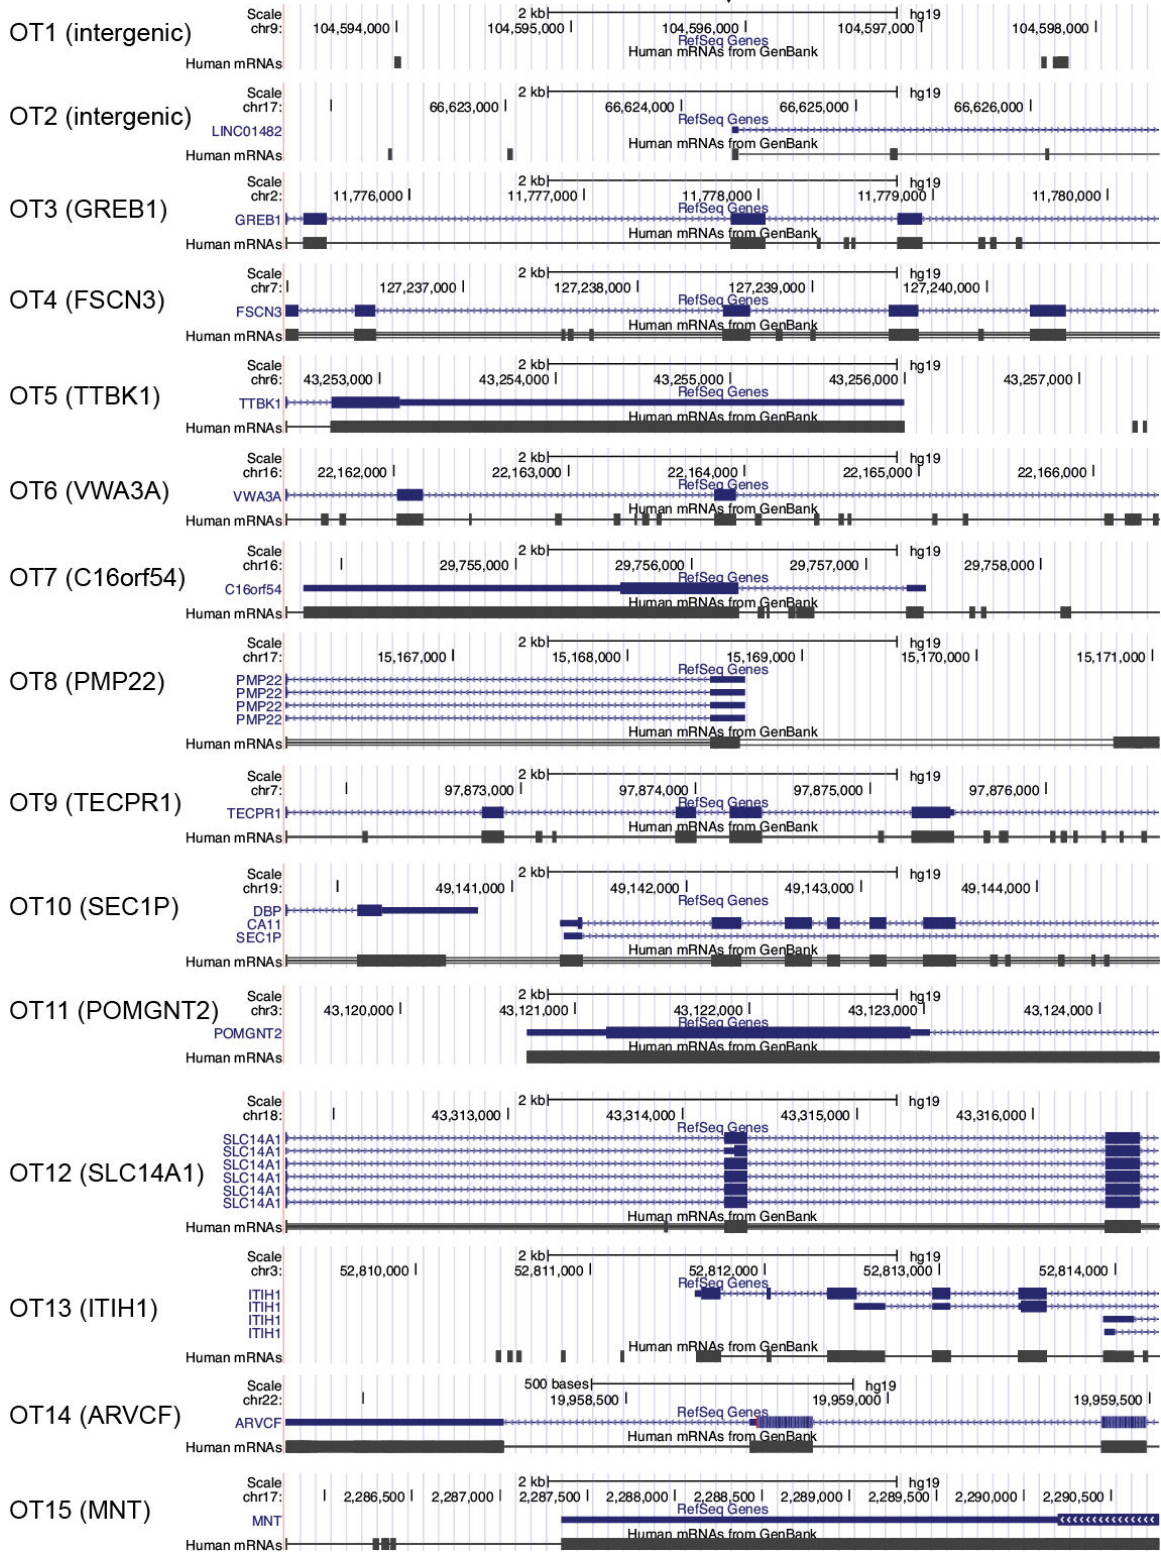 Scale 2 kb hg19
OT1 (intergenic) chr9: 104,594,000 104,595,000 104,596,000 104,597,000 104,598,000
RefSeq Genes
Human mRNAs from GenBank
Human mRNAs
Scale 2 kb hg19
OT2 (intergenic) chr17: 66,623,000 66,624,000 66,625,000 66,626,000
RefSeq Genes
LINC01482
Human mRNAs from GenBank
Human mRNAs
Scale 2 kb hg19
OT3 (GREB1) chr2: 11,776,000 11,777,000 11,778,000 11,779,000 11,780,000
RefSeq Genes
GREB1
Human mRNAs from GenBank
Human mRNAs
Scale 2 kb hg19
OT4 (FSCN3) chr7: 127,237,000 127,238,000 127,239,000 127,240,000
RefSeq Genes
FSCN3
Human mRNAs from GenBank
Human mRNAs
Scale 2 kb hg19
OT5 (TTBK1) chr6: 43,253,000 43,254,000 43,255,000 43,256,000 43,257,000
RefSeq Genes
TTBK1
Human mRNAs from GenBank
Human mRNAs
Scale 2 kb hg19
OT6 (VWA3A) chr16: 22,162,000 22,163,000 22,164,000 22,165,000 22,166,000
RefSeq Genes
VWA3A
Human mRNAs from GenBank
Human mRNAs
Scale 2 kb hg19
OT7 (C16orf54) chr16: 29,755,000 29,756,000 29,757,000 29,758,000
RefSeq Genes
C16orf54
Human mRNAs from GenBank
Human mRNAs
Scale 2 kb hg19
OT8 (PMP22) chr17: 15,167,000 15,168,000 15,169,000 15,170,000 15,171,000
RefSeq Genes
PMP22
PMP22
PMP22
PMP22
Human mRNAs from GenBank
Human mRNAs
Scale 2 kb hg19
OT9 (TECPR1) chr7: 97,873,000 97,874,000 97,875,000 97,876,000
RefSeq Genes
TECPR1
Human mRNAs from GenBank
Human mRNAs
Scale 2 kb hg19
OT10 (SEC1P) chr19: 49,141,000 49,142,000 49,143,000 49,144,000
RefSeq Genes
DBP
CA11
SEC1P
Human mRNAs from GenBank
Human mRNAs
Scale 2 kb hg19
OT11 (POMGNT2) chr3: 43,120,000 43,121,000 43,122,000 43,123,000 43,124,000
RefSeq Genes
POMGNT2
Human mRNAs from GenBank
Human mRNAs
Scale 2 kb hg19
OT12 (SLC14A1) chr18: 43,313,000 43,314,000 43,315,000 43,316,000
RefSeq Genes
SLC14A1
SLC14A1
SLC14A1
SLC14A1
SLC14A1
SLC14A1
Human mRNAs from GenBank
Human mRNAs
Scale 2 kb hg19
OT13 (ITIH1) chr3: 52,810,000 52,811,000 52,812,000 52,813,000 52,814,000
RefSeq Genes
ITIH1
ITIH1
ITIH1
ITIH1
Human mRNAs from GenBank
Human mRNAs
Scale 500 bases hg19
OT14 (ARVCF) chr22: 19,958,500 19,959,000 19,959,500
RefSeq Genes
ARVCF
Human mRNAs from GenBank
Human mRNAs
Scale 2 kb hg19
OT15 (MNT) chr17: 2,286,500 2,287,000 2,287,500 2,288,000 2,288,500 2,289,000 2,289,500 2,290,000 2,290,500
RefSeq Genes
MNT
Human mRNAs from GenBank
Human mRNAs